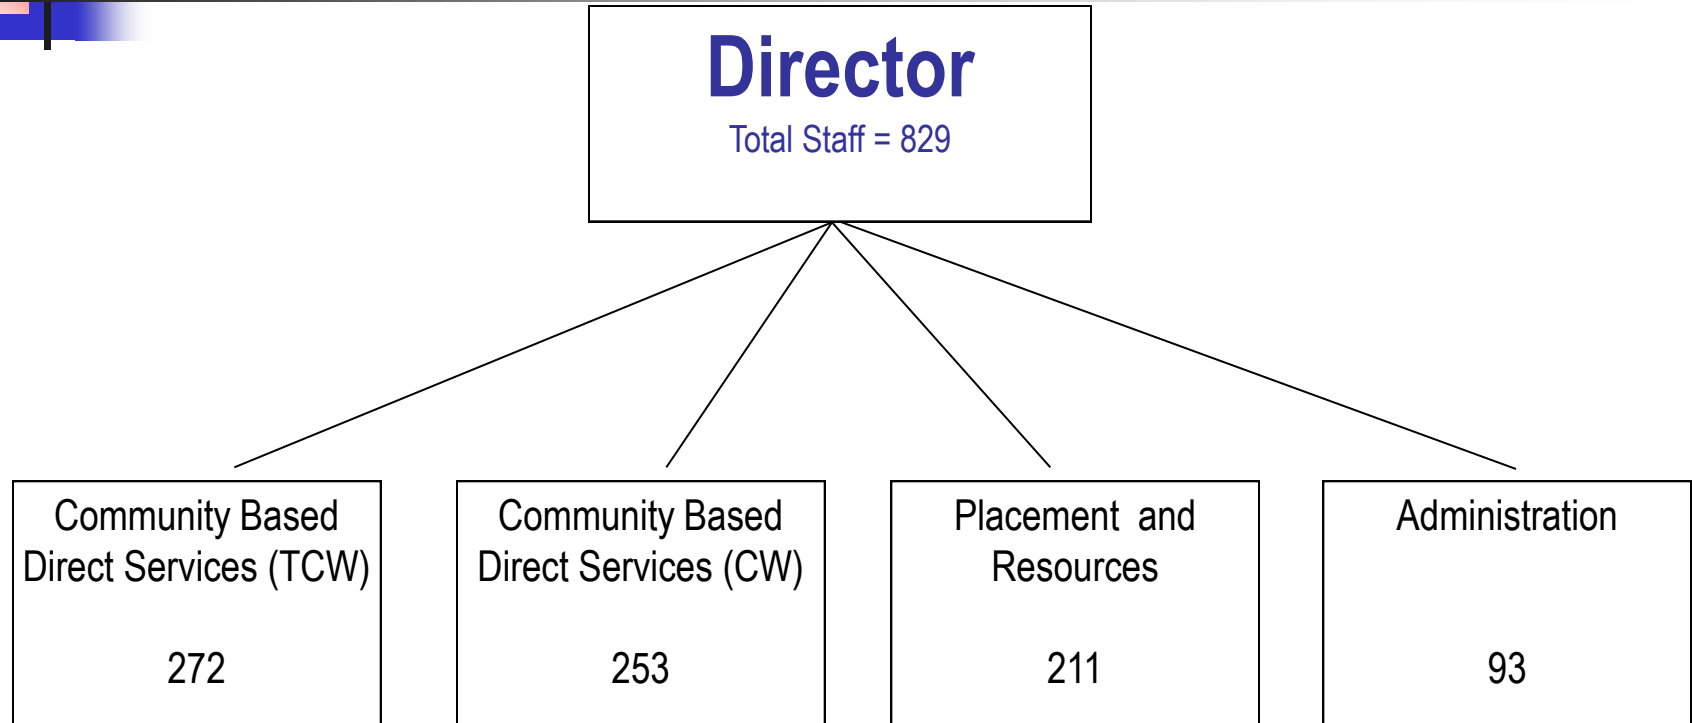 Director
Total Staff = 829
Community Based
Direct Services (TCW)
272
Community Based
Direct Services (CW)
253
Placement and
Resources
211
Administration
93